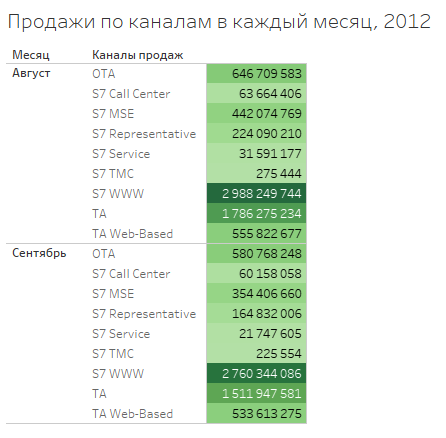 Продажи по каналам в каждый месяц, 2012
Месяц Каналы продаж
Август OTA 646 709 583
S7 Call Center 63 664 406
S7 MSE 442 074 769
S7 Representative 224 090 210
S7 Service 31 591 177
S7 TMC 275 444
S7 WWW 2 988 249 744
TA 1 786 275 234
TA Web-Based 555 822 677
Сентябрь OTA 580 768 248
S7 Call Center 60 158 058
S7 MSE 354 406 660
S7 Representative 164 832 006
S7 Service 21 747 605
S7 TMC 225 554
S7 WWW 2 760 344 086
TA 1 511 947 581
TA Web-Based 533 613 275